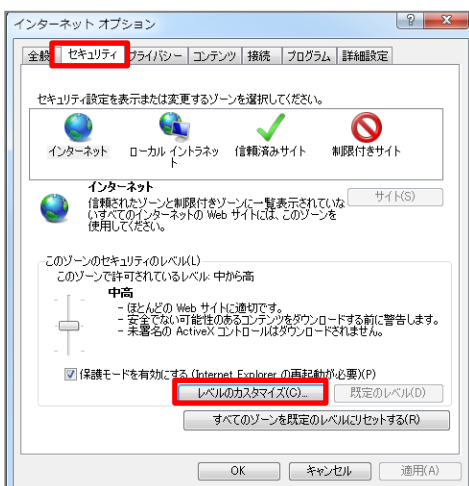 インターネット オプション
全般 セキュリティ プライバシー コンテンツ 接続 プログラム 詳細設定
セキュリティ設定を表示または変更するゾーンを選択してください。
インターネット ローカル イントラネッ 信頼済みサイト 制限付きサイト
ト
インターネット
サイト(S)
信頼されたゾーンと制限付きゾーンに一覧表示されていな
いすべてのインターネットの Web サイトには、このゾーンを
使用してください。
このゾーンのセキュリティのレベル(L)
このゾーンで許可されているレベル: 中から高
中高
- ほとんどの Web サイトに適切です。
- 安全でない可能性のあるコンテンツをダウンロードする前に警告します。
- 未署名の ActiveX コントロールはダウンロードされません。
保護モードを有効にする (Internet Explorer の再起動が必要)(P)
レベルのカスタマイズ(C)... 既定のレベル(D)
すべてのゾーンを既定のレベルにリセットする(R)
OK キャンセル 適用(A)